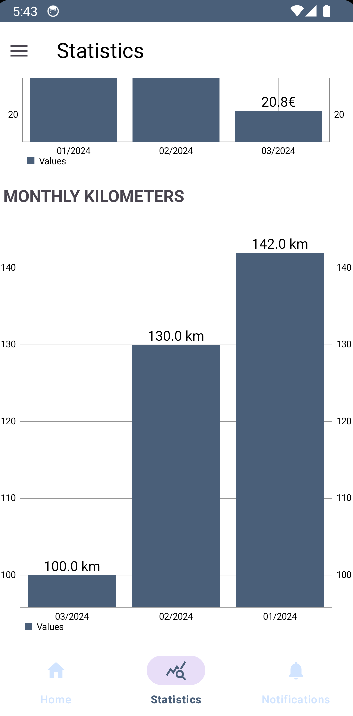 5:43
Statistics
20.8€
20 20
01/2024 02/2024 03/2024
Values
MONTHLY KILOMETERS
142.0 km
140 140
130.0 km
130 130
120 120
110 110
100.0 km
100 100
03/2024 02/2024 01/2024
Values
Home Statistics Notifications